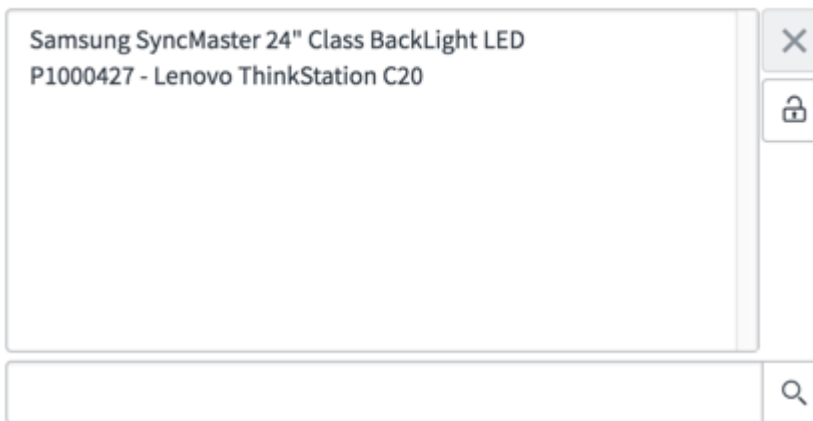 Samsung SyncMaster 24" Class BackLight LED
P1000427 - Lenovo ThinkStation C20